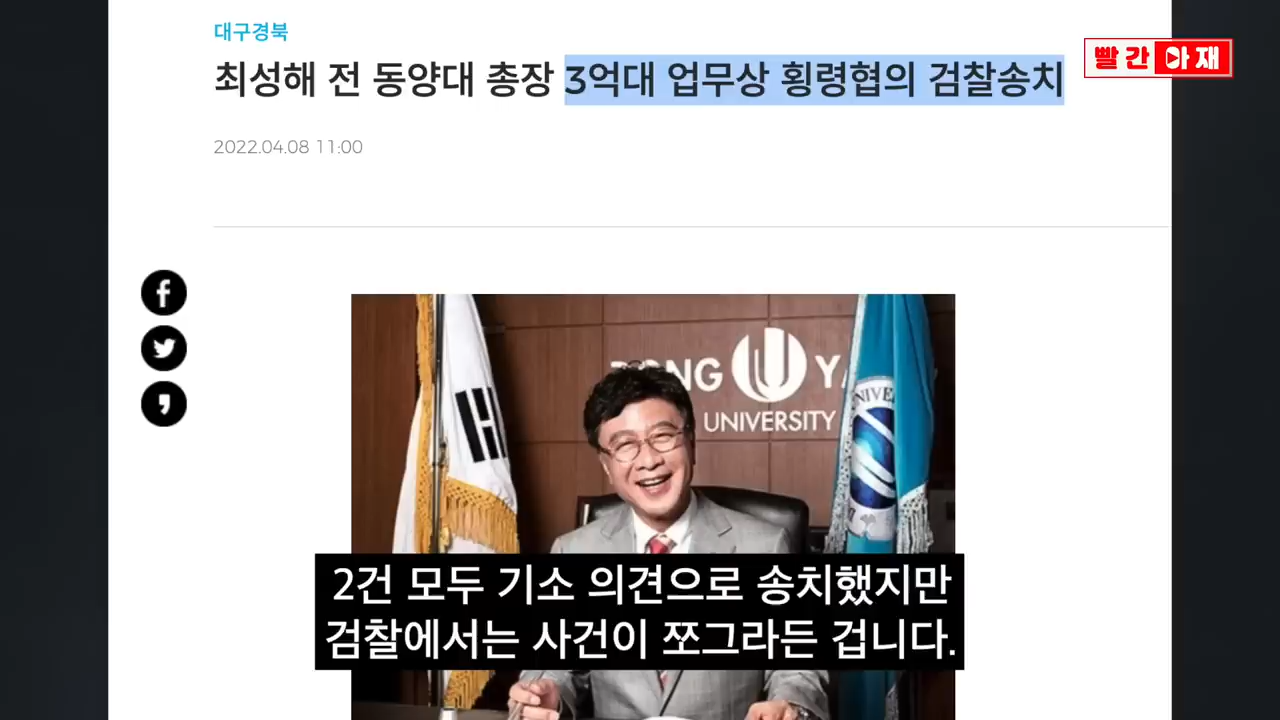 대구경북
최성해 전 동양대 총장 3억대 업무상 횡령혐의 검찰송치
빨간아재
2022.04.08 11:00
NG YA
UNIVERSITY
2건 모두 기소 의견으로 송치했지만
검찰에서는 사건이 쪼그라든 겁니다.